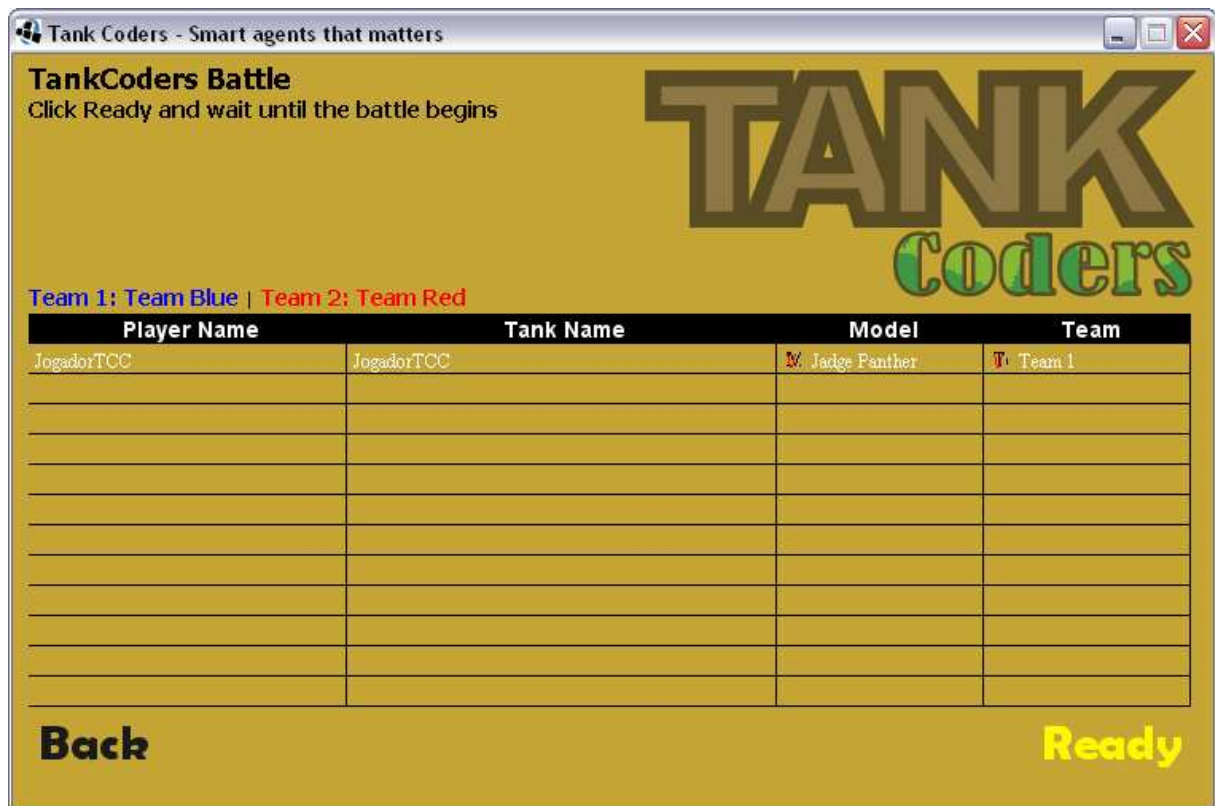 Tank Coders - Smart agents that matters
TankCoders Battle
Click Ready and wait until the battle begins
TANK
Coders
Team 1: Team Blue | Team 2: Team Red
Player Name Tank Name Model Team
JogadorTCC JogadorTCC Jadge Panther Team 1
Back Ready